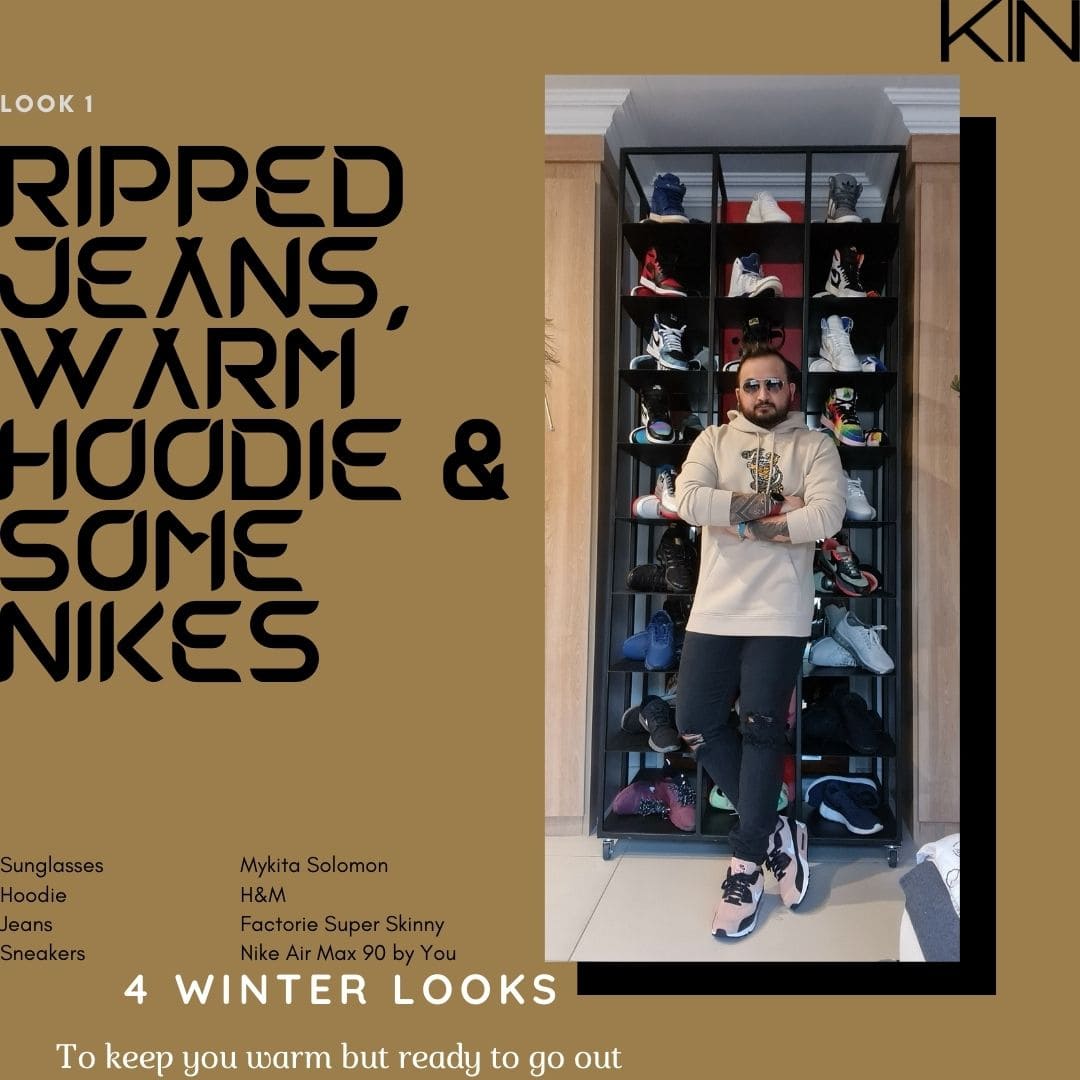 KIN
LOOK 1
RIPPED
JEANS,
WARM
HOODIE &
SOME
NIKES
Sunglasses Mykita Solomon
Hoodie H&M
Jeans Factorie Super Skinny
Sneakers Nike Air Max 90 by You
4 WINTER LOOKS
To keep you warm but ready to go out